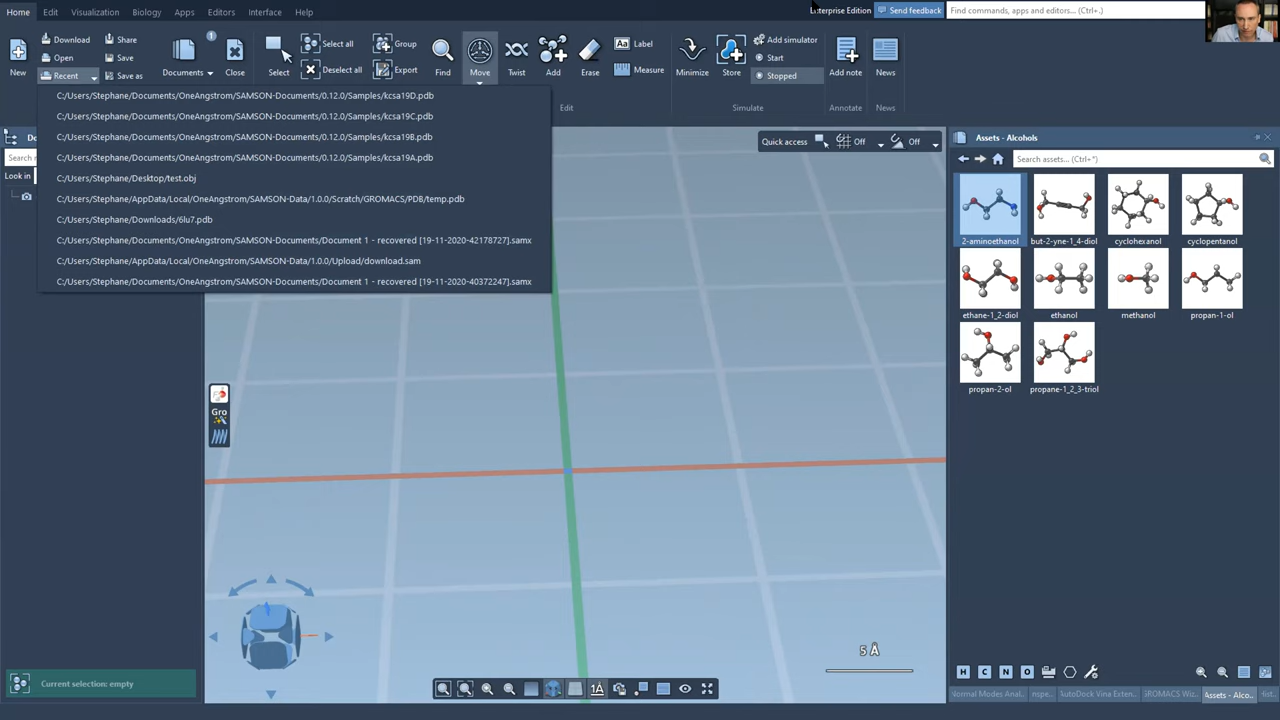 Home Edit Visualization Biology Apps Editors Interface Help
Enterprise Edition Send feedback Find commands, apps and editors... (Ctrl+.)
New
Download
Open
Recent
Share
Save
Save as
1
Documents
Close
Select
Select all
Deselect all
Group
Export
Find
Move
Twist
Add
Erase
Label
Measure
Edit
Minimize
Store
Add simulator
Start
Stopped
Simulate
Add note
Annotate
News
News
C:/Users/Stephane/Documents/OneAngstrom/SAMSON-Documents/0.12.0/Samples/kcsa19D.pdb
C:/Users/Stephane/Documents/OneAngstrom/SAMSON-Documents/0.12.0/Samples/kcsa19C.pdb
C:/Users/Stephane/Documents/OneAngstrom/SAMSON-Documents/0.12.0/Samples/kcsa19B.pdb
C:/Users/Stephane/Documents/OneAngstrom/SAMSON-Documents/0.12.0/Samples/kcsa19A.pdb
C:/Users/Stephane/Desktop/test.obj
C:/Users/Stephane/AppData/Local/OneAngstrom/SAMSON-Data/1.0.0/Scratch/GROMACS/PDB/temp.pdb
C:/Users/Stephane/Downloads/6lu7.pdb
C:/Users/Stephane/Documents/OneAngstrom/SAMSON-Documents/Document 1 - recovered [19-11-2020-42178727].samx
C:/Users/Stephane/AppData/Local/OneAngstrom/SAMSON-Data/1.0.0/Upload/download.sam
C:/Users/Stephane/Documents/OneAngstrom/SAMSON-Documents/Document 1 - recovered [19-11-2020-40372247].samx
Do
Search
Look in
Quick access Off Off
Gro
5 Å
1Å
Current selection: empty
Assets - Alcohols
Search assets... (Ctrl+*)
2-aminoethanol but-2-yne-1_4-diol cyclohexanol cyclopentanol
ethane-1_2-diol ethanol methanol propan-1-ol
propan-2-ol propane-1_2_3-triol
H C N O
Normal Modes Anal... nspe... AutoDock Vina Exten... GROMACS Wiz... Assets - Alco... Hist...